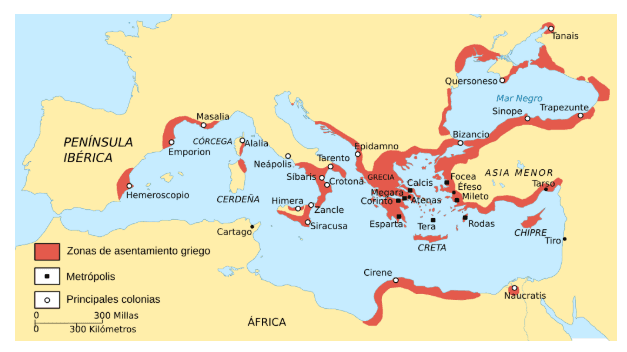 Tanais
Quersoneso
Mar Negro
Sinope
Trapezunte
Masalia
PENÍNSULA
IBÉRICA
Emporion
CÓRCEGA
Alalla
Neápolis
Tarento
Epidamno
Bizancio
Hemeroscopio
CERDEÑA
Síbaris
Crotona
GRECIA
Calcis
Focea
ASIA MENOR
Himera
Zancle
Megara
Corinto
Atenas
Éfeso
Mileto
Tarso
Cartago
Siracusa
Esparta
Tera
Rodas
CHIPRE
CRETA
Tiro
Zonas de asentamiento griego
Metrópolis
Principales colonias
Cirene
Naucratis
0 300 Millas
0 300 Kilómetros
ÁFRICA